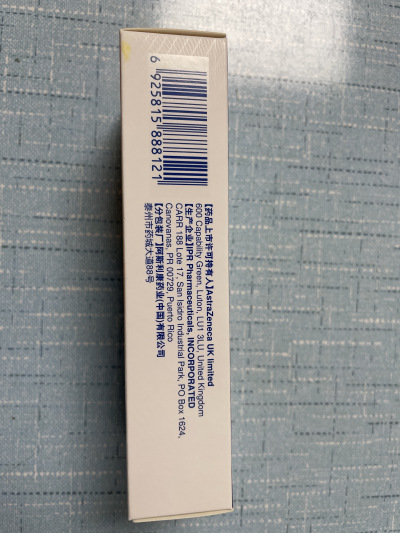 6 925815 888121
【药品上市许可持有人】AstraZeneca UK limited
600 Capability Green, Luton, LU1 3LU, United Kingdom
【生产企业】IPR Pharmaceuticals, INCORPORATED
CARR 188 Lote 17, San Isidro Industrial Park, PO Box 1624,
Canovanas, PR 00729, Puerto Rico
【分包装厂】阿斯利康药业(中国)有限公司
泰州市药城大道88号